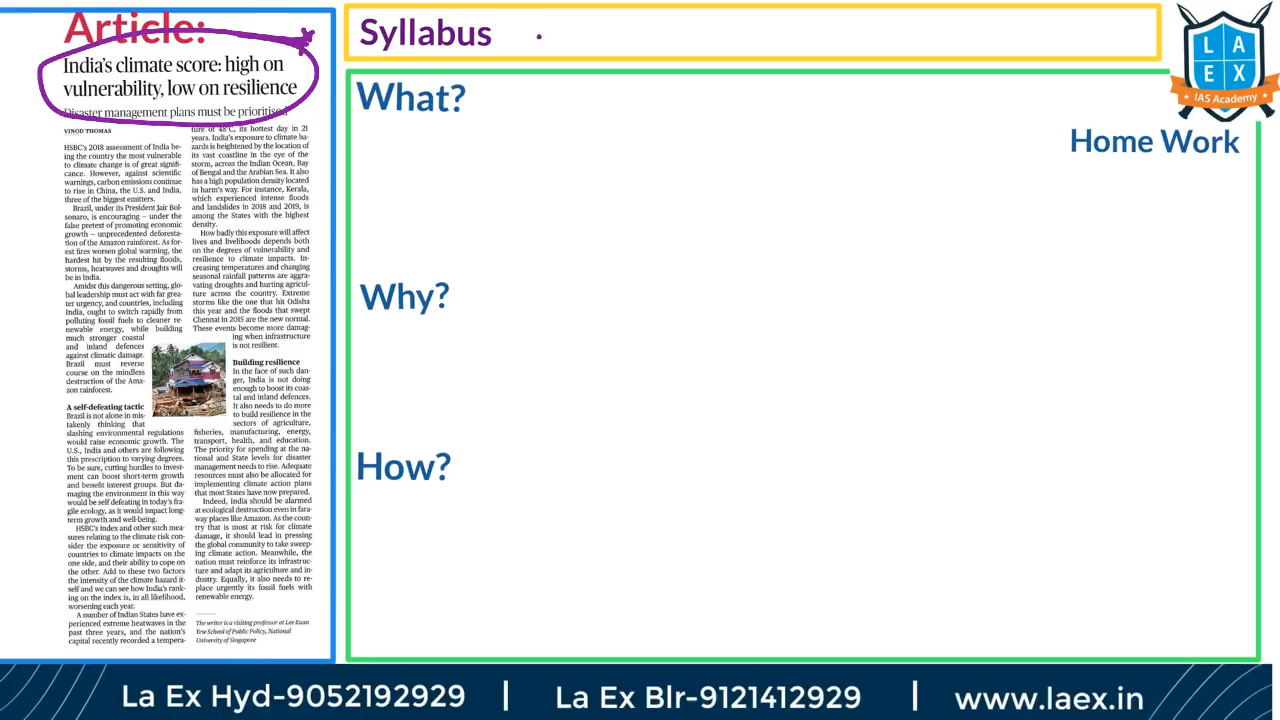 Article:
India's climate score: high on
vulnerability, low on resilience
Disaster management plans must be prioritised
VINOD THOMAS
HSBC's 2018 assessment of India be-
ing the country the most vulnerable
to climate change is of great signifi-
cance. However, against scientific
warnings, carbon emissions continue
to rise in China, the U.S. and India,
three of the biggest emitters.
Brazil, under its President Jair Bol-
sonaro, is encouraging – under the
false pretext of promoting economic
growth – unprecedented deforesta-
tion of the Amazon rainforest. As for-
est fires worsen global warming, the
hardest hit by the resulting floods,
storms, heatwaves and droughts will
be in India.
Amidst this dangerous setting, glo-
bal leadership must act with far grea-
ter urgency, and countries, including
India, ought to switch rapidly from
polluting fossil fuels to cleaner re-
newable energy, while building
much stronger coastal
and inland defences
against climatic damage.
Brazil must reverse
course on the mindless
destruction of the Ama-
zon rainforest.
A self-defeating tactic
Brazil is not alone in mis-
takenly thinking that
slashing environmental regulations
would raise economic growth. The
U.S., India and others are following
this prescription to varying degrees.
To be sure, cutting hurdles to invest-
ment can boost short-term growth
and benefit interest groups. But da-
maging the environment in this way
would be self defeating in today's fra-
gile ecology, as it would impact long-
term growth and well-being.
HSBC's index and other such mea-
sures relating to the climate risk con-
sider the exposure or sensitivity of
countries to climate impacts on the
one side, and their ability to cope on
the other. Add to these two factors
the intensity of the climate hazard it-
self and we can see how India's rank-
ing on the index is, in all likelihood,
worsening each year.
A number of Indian States have ex-
perienced extreme heatwaves in the
past three years, and the nation's
capital recently recorded a tempera-
ture of 48°C, its hottest day in 21
years. India's exposure to climate ha-
zards is heightened by the location of
its vast coastline in the eye of the
storm, across the Indian Ocean, Bay
of Bengal and the Arabian Sea. It also
has a high population density located
in harm's way. For instance, Kerala,
which experienced intense floods
and landslides in 2018 and 2019, is
among the States with the highest
density.
How badly this exposure will affect
lives and livelihoods depends both
on the degrees of vulnerability and
resilience to climate impacts. In-
creasing temperatures and changing
seasonal rainfall patterns are aggra-
vating droughts and hurting agricul-
ture across the country. Extreme
storms like the one that hit Odisha
this year and the floods that swept
Chennai in 2015 are the new normal.
These events become more damag-
ing when infrastructure
is not resilient.
Building resilience
In the face of such dan-
ger, India is not doing
enough to boost its coas-
tal and inland defences.
It also needs to do more
to build resilience in the
sectors of agriculture,
fisheries, manufacturing, energy,
transport, health, and education.
The priority for spending at the na-
tional and State levels for disaster
management needs to rise. Adequate
resources must also be allocated for
implementing climate action plans
that most States have now prepared.
Indeed, India should be alarmed
at ecological destruction even in fara-
way places like Amazon. As the coun-
try that is most at risk for climate
damage, it should lead in pressing
the global community to take sweep-
ing climate action. Meanwhile, the
nation must reinforce its infrastruc-
ture and adapt its agriculture and in-
dustry. Equally, it also needs to re-
place urgently its fossil fuels with
renewable energy.
The writer is a visiting professor at Lee Kuan
Yew School of Public Policy, National
University of Singapore
Syllabus
What?
Home Work
Why?
How?
L A
E X
IAS Academy
La Ex Hyd-9052192929 | La Ex Blr-9121412929 | www.laex.in